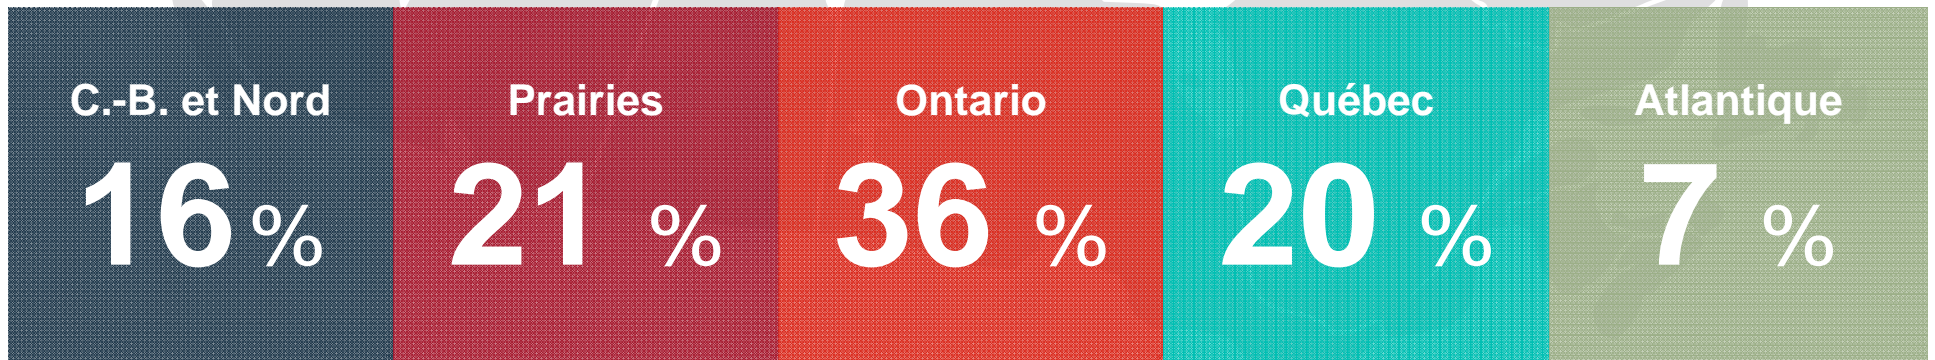 C.-B. et Nord
16 %
Prairies
21 %
Ontario
36 %
Québec
20 %
Atlantique
7 %